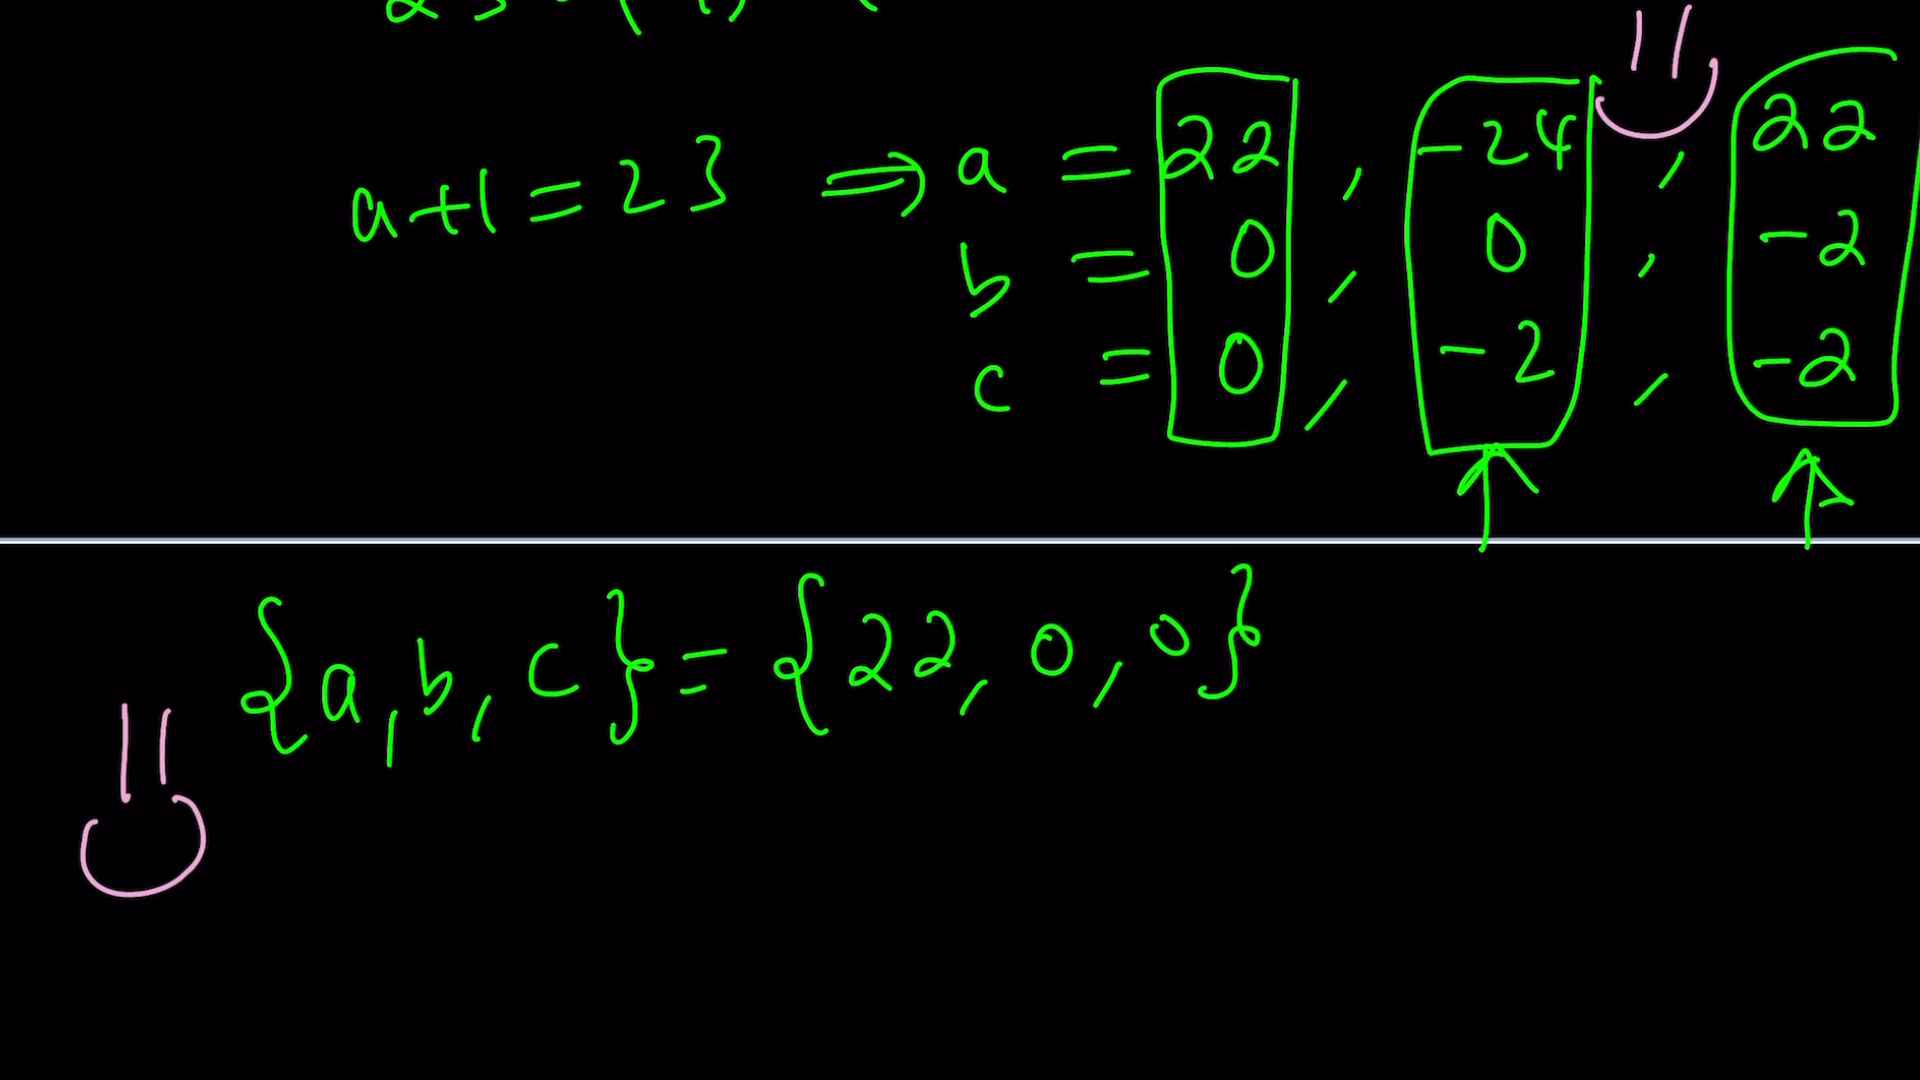 a+1=23 ⇒ a = 22 , -24 , 22
b = 0 , 0 , -2
c = 0 , -2 , -2
{a, b, c} = {22, 0, 0}